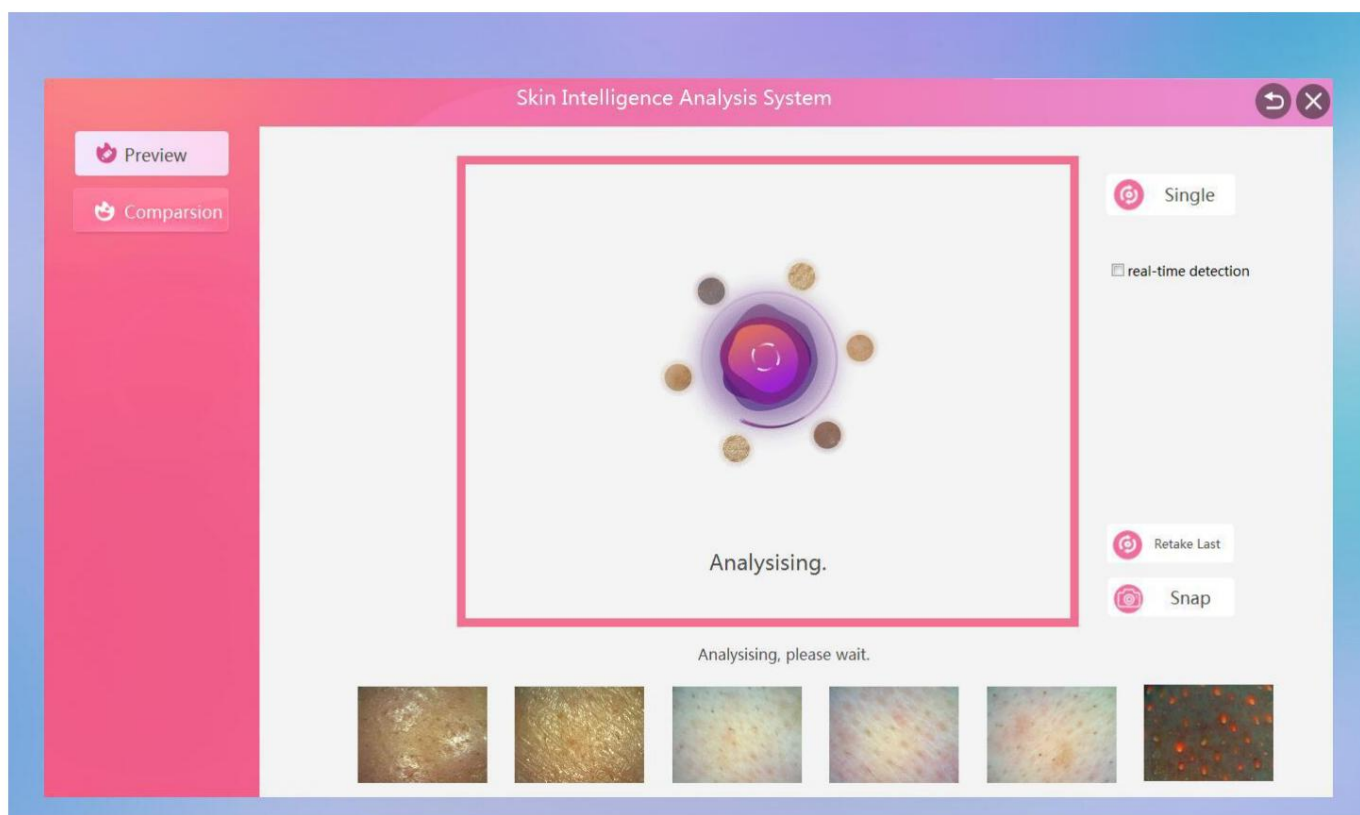 Skin Intelligence Analysis System
Preview
Comparsion
Single
real-time detection
Analysising.
Retake Last
Snap
Analysising, please wait.